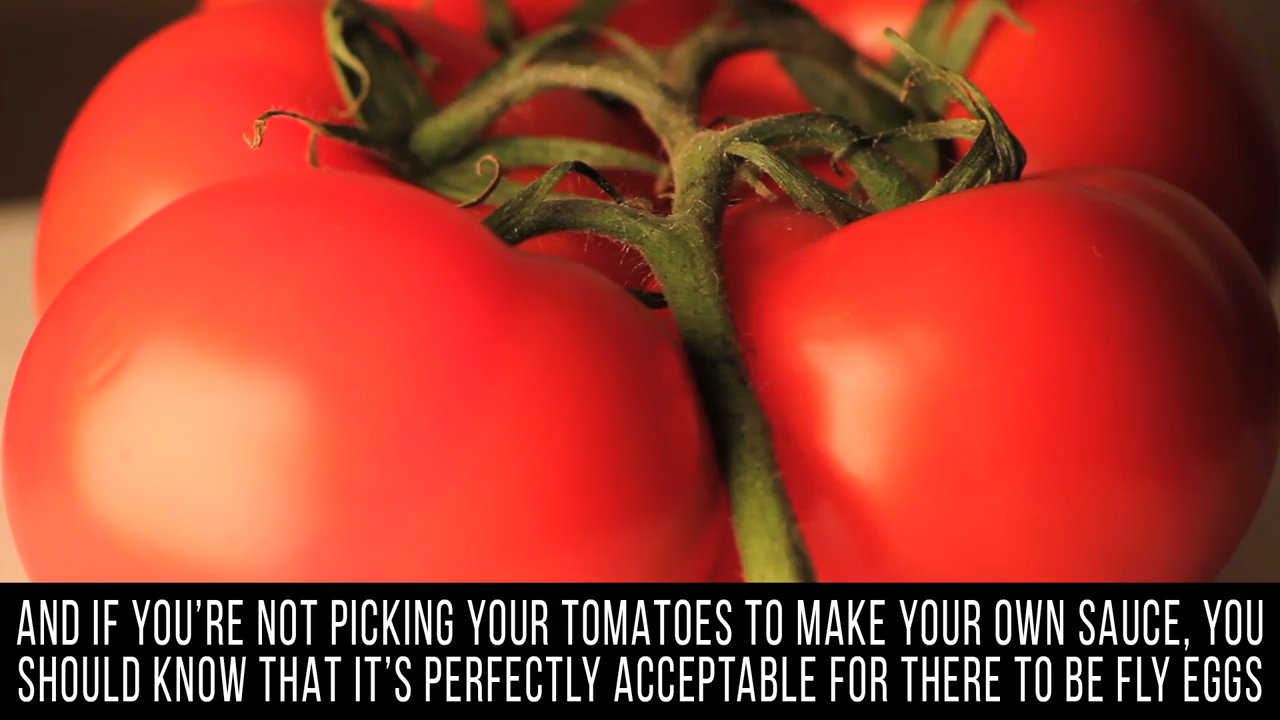 AND IF YOU’RE NOT PICKING YOUR TOMATOES TO MAKE YOUR OWN SAUCE, YOU
SHOULD KNOW THAT IT’S PERFECTLY ACCEPTABLE FOR THERE TO BE FLY EGGS